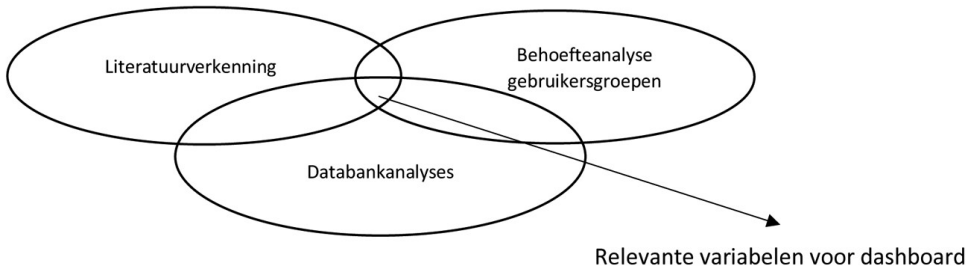 Literatuurverkenning
Behoefteanalyse
gebruikersgroepen
Databankanalyses
Relevante variabelen voor dashboard